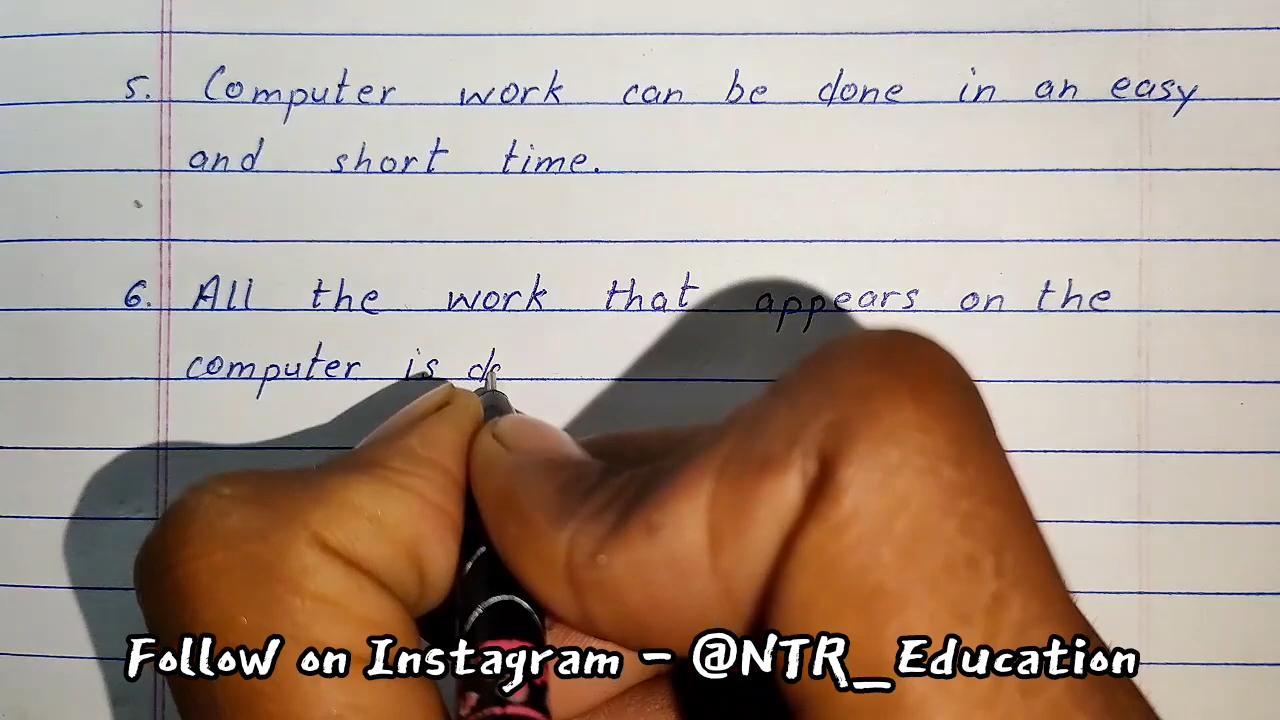 5. Computer work can be done in an easy
and short time.
6. All the work that appears on the
computer is do
Follow on Instagram - @NTR_Education